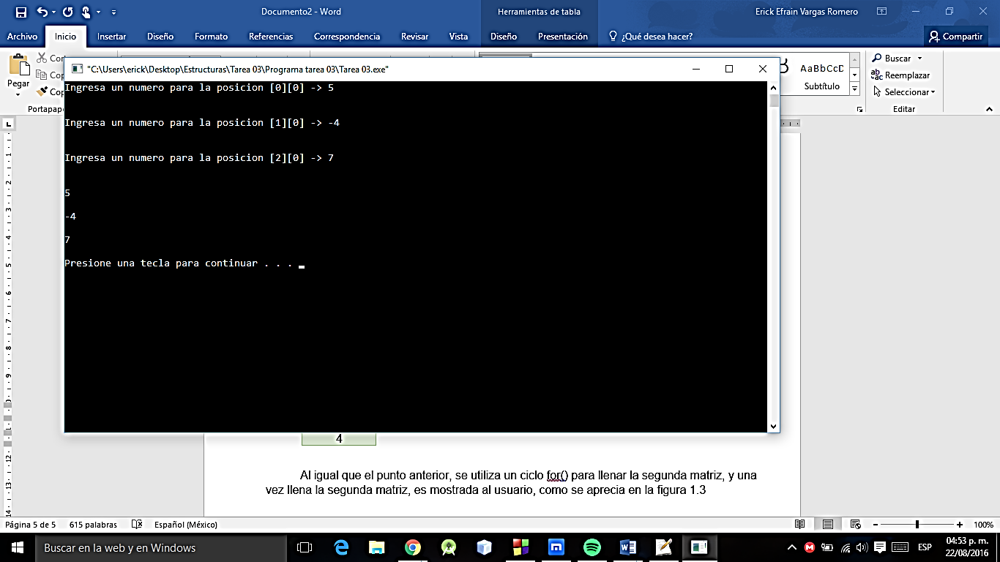 Documento2 - Word
Herramientas de tabla
Erick Efrain Vargas Romero
Archivo Inicio Insertar Diseño Formato Referencias Correspondencia Revisar Vista Diseño Presentación ¿Qué desea hacer? Compartir
Pegar
Portapap
"C:\Users\erick\Desktop\Estructuras\Tarea 03\Programa tarea 03\Tarea 03.exe"
Ingresa un numero para la posicion [0][0] -> 5
Ingresa un numero para la posicion [1][0] -> -4
Ingresa un numero para la posicion [2][0] -> 7
5
-4
7
Presione una tecla para continuar . . .
AaBbCcD
Subtítulo
Buscar
Reemplazar
Seleccionar
Editar
4
Al igual que el punto anterior, se utiliza un ciclo for() para llenar la segunda matriz, y una
vez llena la segunda matriz, es mostrada al usuario, como se aprecia en la figura 1.3
Página 5 de 5 615 palabras Español (México) 100%
Buscar en la web y en Windows
ESP
04:53 p. m.
22/08/2016